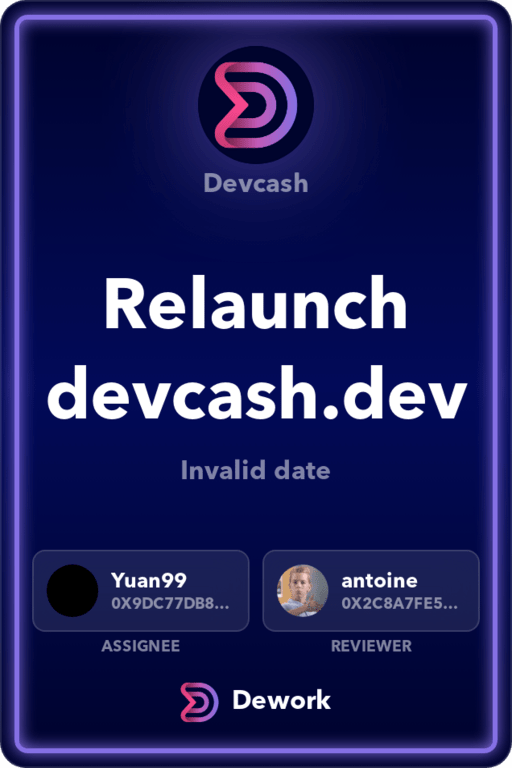 Devcash
Relaunch
devcash.dev
Invalid date
Yuan99
0X9DC77DB8...
antoine
0X2C8A7FE5...
ASSIGNEE
REVIEWER
Dework